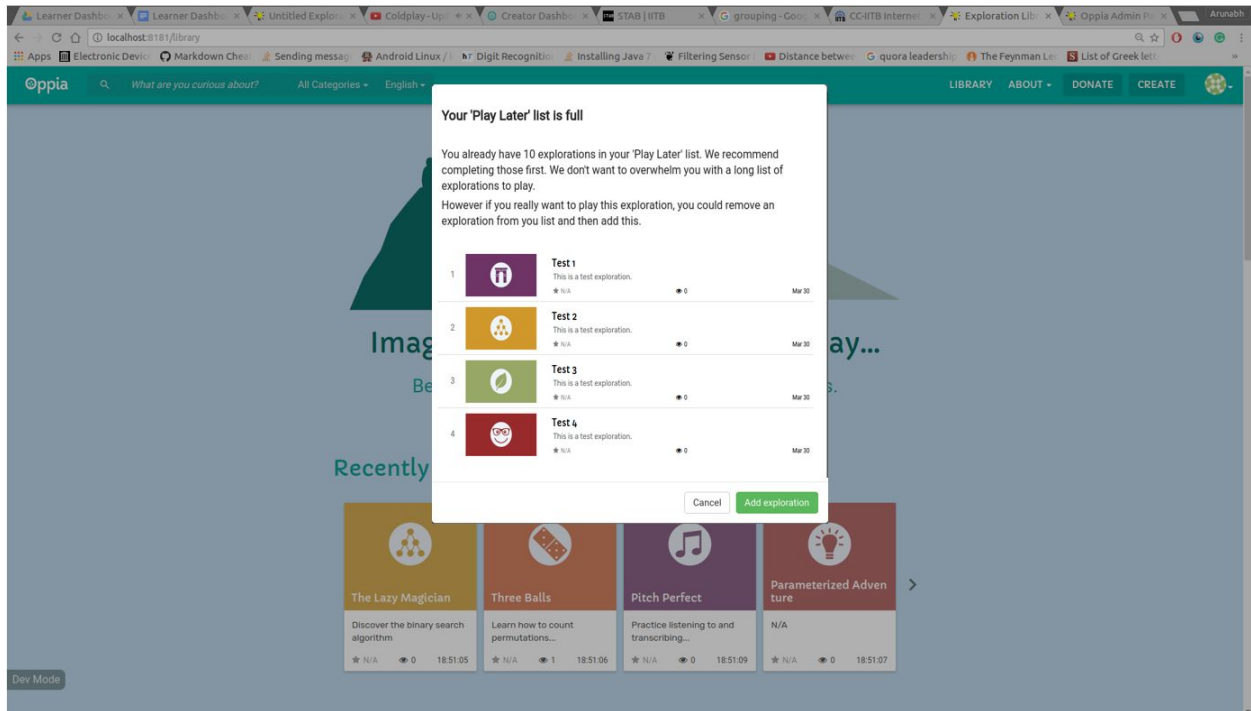 Learner Dashbo
Learner Dashbo
Untitled Explora
Coldplay - Up
Creator Dashbo
STAB | IITB
G grouping - Goog
CC-IITB Internet
Exploration Libr
Oppia Admin Pa
Arunabh
localhost:8181/library
Apps
Electronic Device
Markdown Cheat
Sending messag
Android Linux /
Digit Recognitio
Installing Java 7
Filtering Sensor
Distance betwee
G quora leadership
The Feynman Lec
List of Greek lett
Oppia
What are you curious about?
All Categories
English
LIBRARY
ABOUT
DONATE
CREATE
Your 'Play Later' list is full
You already have 10 explorations in your 'Play Later' list. We recommend
completing those first. We don't want to overwhelm you with a long list of
explorations to play.
However if you really want to play this exploration, you could remove an
exploration from you list and then add this.
1
Test 1
This is a test exploration.
N/A 0 Mar 30
2
Test 2
This is a test exploration.
N/A 0 Mar 30
3
Test 3
This is a test exploration.
N/A 0 Mar 30
4
Test 4
This is a test exploration.
N/A 0 Mar 30
Cancel
Add exploration
Imag
ay...
Be
s.
Recently
The Lazy Magician
Discover the binary search
algorithm
N/A 0 18:51:05
Three Balls
Learn how to count
permutations...
N/A 1 18:51:06
Pitch Perfect
Practice listening to and
transcribing...
N/A 0 18:51:09
Parameterized Adven
ture
N/A
N/A 0 18:51:07
Dev Mode